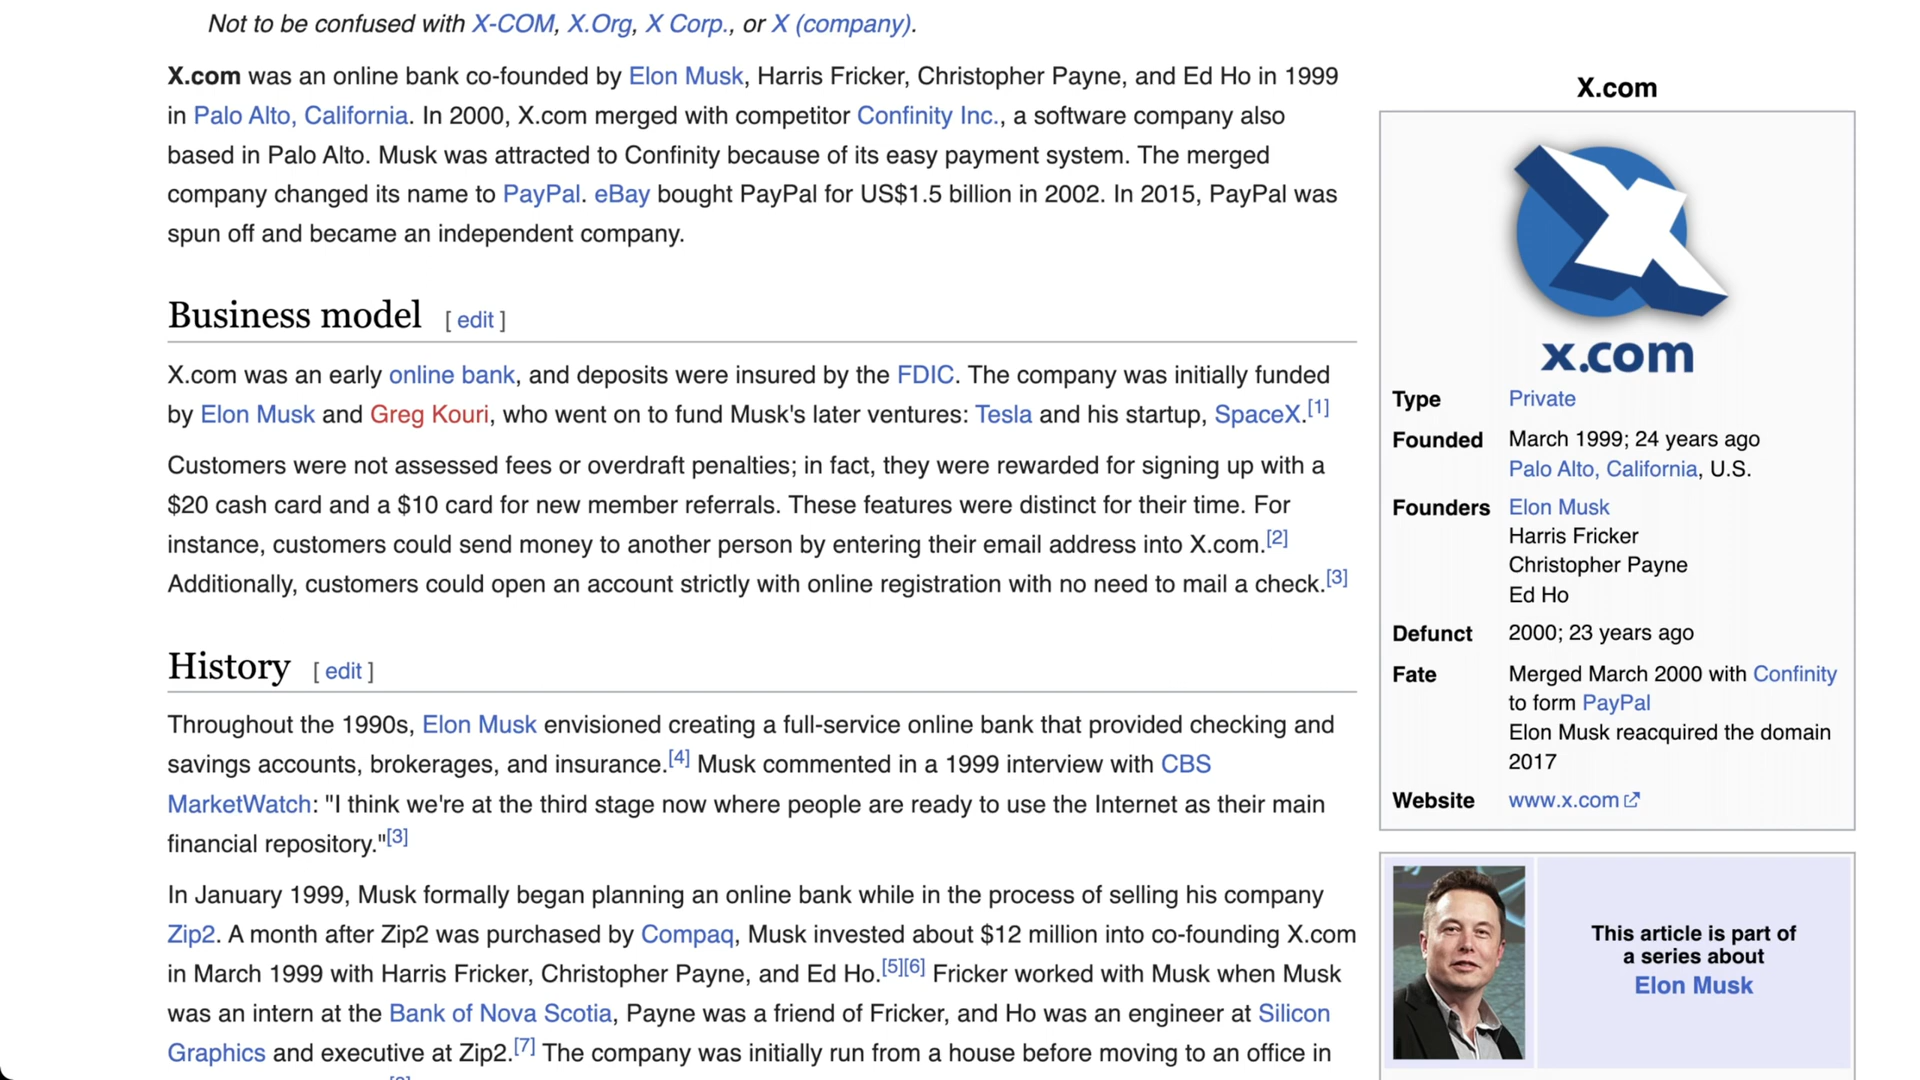 Not to be confused with X-COM, X.Org, X Corp., or X (company).
X.com was an online bank co-founded by Elon Musk, Harris Fricker, Christopher Payne, and Ed Ho in 1999
in Palo Alto, California. In 2000, X.com merged with competitor Confinity Inc., a software company also
based in Palo Alto. Musk was attracted to Confinity because of its easy payment system. The merged
company changed its name to PayPal. eBay bought PayPal for US$1.5 billion in 2002. In 2015, PayPal was
spun off and became an independent company.
Business model [ edit ]
X.com was an early online bank, and deposits were insured by the FDIC. The company was initially funded
by Elon Musk and Greg Kouri, who went on to fund Musk's later ventures: Tesla and his startup, SpaceX.[1]
Customers were not assessed fees or overdraft penalties; in fact, they were rewarded for signing up with a
$20 cash card and a $10 card for new member referrals. These features were distinct for their time. For
instance, customers could send money to another person by entering their email address into X.com.[2]
Additionally, customers could open an account strictly with online registration with no need to mail a check.[3]
History [ edit ]
Throughout the 1990s, Elon Musk envisioned creating a full-service online bank that provided checking and
savings accounts, brokerages, and insurance.[4] Musk commented in a 1999 interview with CBS
MarketWatch: "I think we're at the third stage now where people are ready to use the Internet as their main
financial repository."[3]
In January 1999, Musk formally began planning an online bank while in the process of selling his company
Zip2. A month after Zip2 was purchased by Compaq, Musk invested about $12 million into co-founding X.com
in March 1999 with Harris Fricker, Christopher Payne, and Ed Ho.[5][6] Fricker worked with Musk when Musk
was an intern at the Bank of Nova Scotia, Payne was a friend of Fricker, and Ho was an engineer at Silicon
Graphics and executive at Zip2.[7] The company was initially run from a house before moving to an office in
X.com
x.com
Type Private
Founded March 1999; 24 years ago
Palo Alto, California, U.S.
Founders Elon Musk
Harris Fricker
Christopher Payne
Ed Ho
Defunct 2000; 23 years ago
Fate Merged March 2000 with Confinity
to form PayPal
Elon Musk reacquired the domain
2017
Website www.x.com
This article is part of
a series about
Elon Musk